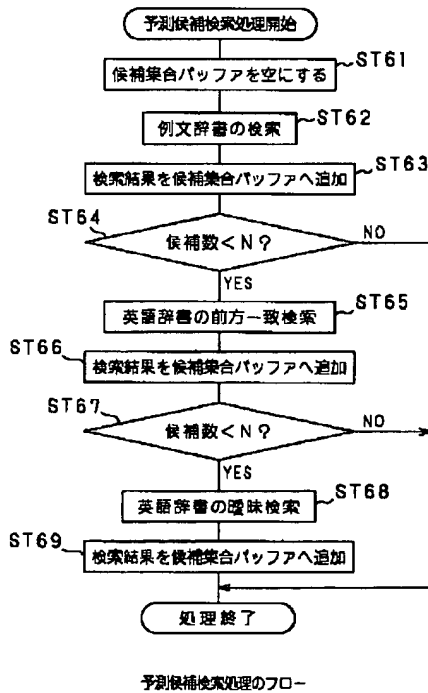 予測候補検索処理開始
ST61
候補集合バッファを空にする
ST62
例文辞書の検索
ST63
検索結果を候補集合バッファへ追加
ST64
候補数<N?
NO
YES
ST65
英語辞書の前方一致検索
ST66
検索結果を候補集合バッファへ追加
ST67
候補数<N?
NO
YES
ST68
英語辞書の曖昧検索
ST69
検索結果を候補集合バッファへ追加
処理終了
予測候補検索処理のフロー